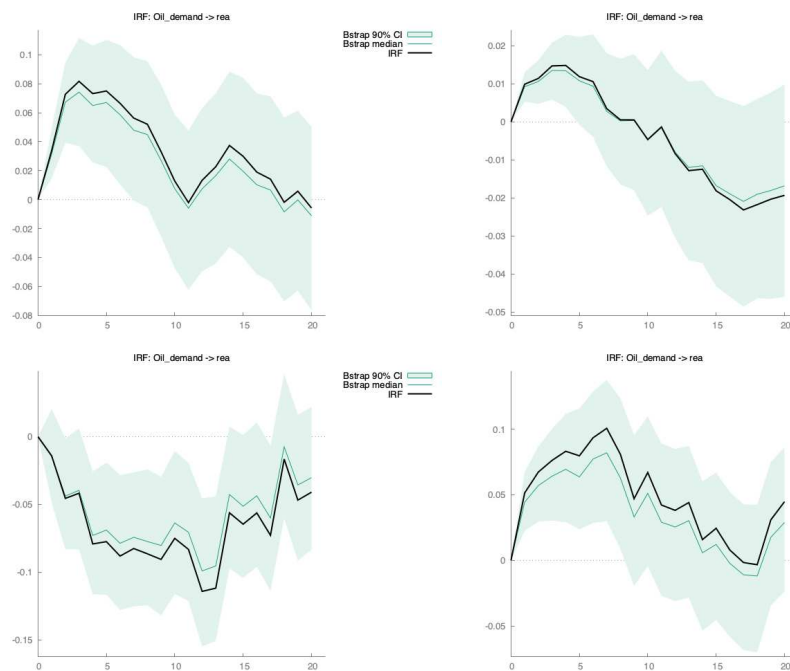 IRF: Oil_demand -> rea
Bstrap 90% CI
Bstrap median
IRF
0.1
0.08
0.06
0.04
0.02
0
-0.02
-0.04
-0.06
-0.08
0 5 10 15 20
IRF: Oil_demand -> rea
0.02
0.01
0
-0.01
-0.02
-0.03
-0.04
-0.05
0 5 10 15 20
IRF: Oil_demand -> rea
Bstrap 90% CI
Bstrap median
IRF
0
-0.05
-0.1
-0.15
0 5 10 15 20
IRF: Oil_demand -> rea
0.1
0.05
0
-0.05
0 5 10 15 20